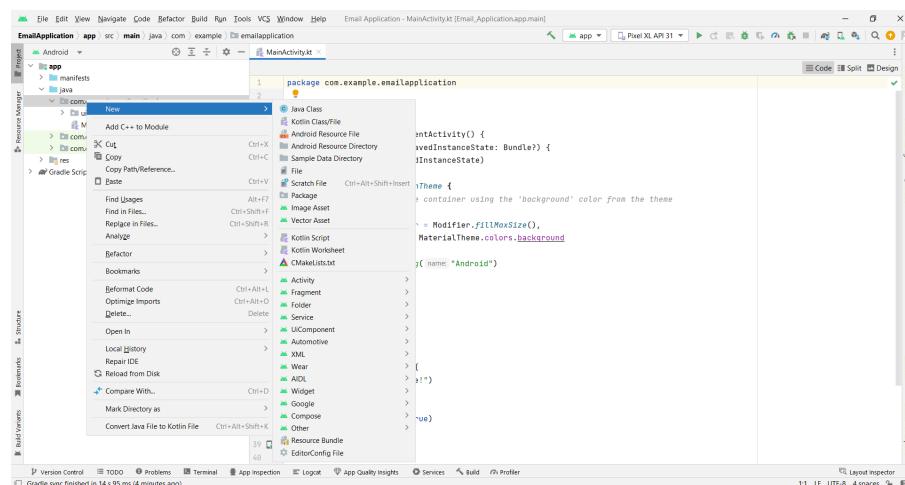 File Edit View Navigate Code Refactor Build Run Tools VCS Window Help Email Application - MainActivity.kt [Email_Application.app.main]
EmailApplication app src main java com example emailapplication app Pixel XL API 31
Project
Android MainActivity.kt
app
Code Split Design
manifests
java
1 package com.example.emailapplication
2
Resource Manager
com.
New Java Class
u
Kotlin Class/File
M
Add C++ to Module
Android Resource File entActivity() {
com.
Cut Ctrl+X Android Resource Directory avedInstanceState: Bundle?) {
com.
Copy Ctrl+C Sample Data Directory dInstanceState)
res
Copy Path/Reference... File
Gradle Scrip
Paste Ctrl+V Scratch File Ctrl+Alt+Shift+Insert nTheme {
Package e container using the 'background' color from the theme
Find Usages Alt+F7 Image Asset
Find in Files... Ctrl+Shift+F Vector Asset = Modifier.fillMaxSize(),
Replace in Files... Ctrl+Shift+R
Analyze Kotlin Script MaterialTheme.colors.background
Kotlin Worksheet
Refactor CMakeLists.txt g( name: "Android")
Bookmarks Activity
Reformat Code Ctrl+Alt+L Fragment
Optimize Imports Ctrl+Alt+O Folder
Delete... Delete Service
Structure
Open In UiComponent
Automotive
Local History XML
Repair IDE Wear (
Reload from Disk AIDL e!")
Bookmarks
Compare With... Ctrl+D Widget
Google
Mark Directory as Compose rue)
Convert Java File to Kotlin File Ctrl+Alt+Shift+K Other
Build Variants
39 Resource Bundle
40 EditorConfig File
Version Control TODO Problems Terminal App Inspection Logcat App Quality Insights Services Build Profiler Layout Inspector
Gradle sync finished in 14 s 95 ms (4 minutes ago) 1:1 LF UTF-8 4 spaces